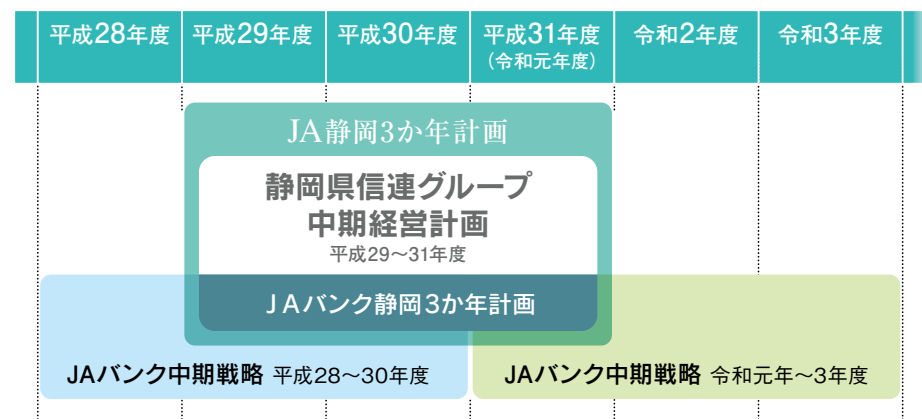 平成28年度 平成29年度 平成30年度 平成31年度 令和2年度 令和3年度
（令和元年度）
JA静岡3か年計画
静岡県信連グループ
中期経営計画
平成29〜31年度
JAバンク静岡3か年計画
JAバンク中期戦略 平成28〜30年度
JAバンク中期戦略 令和元年〜3年度